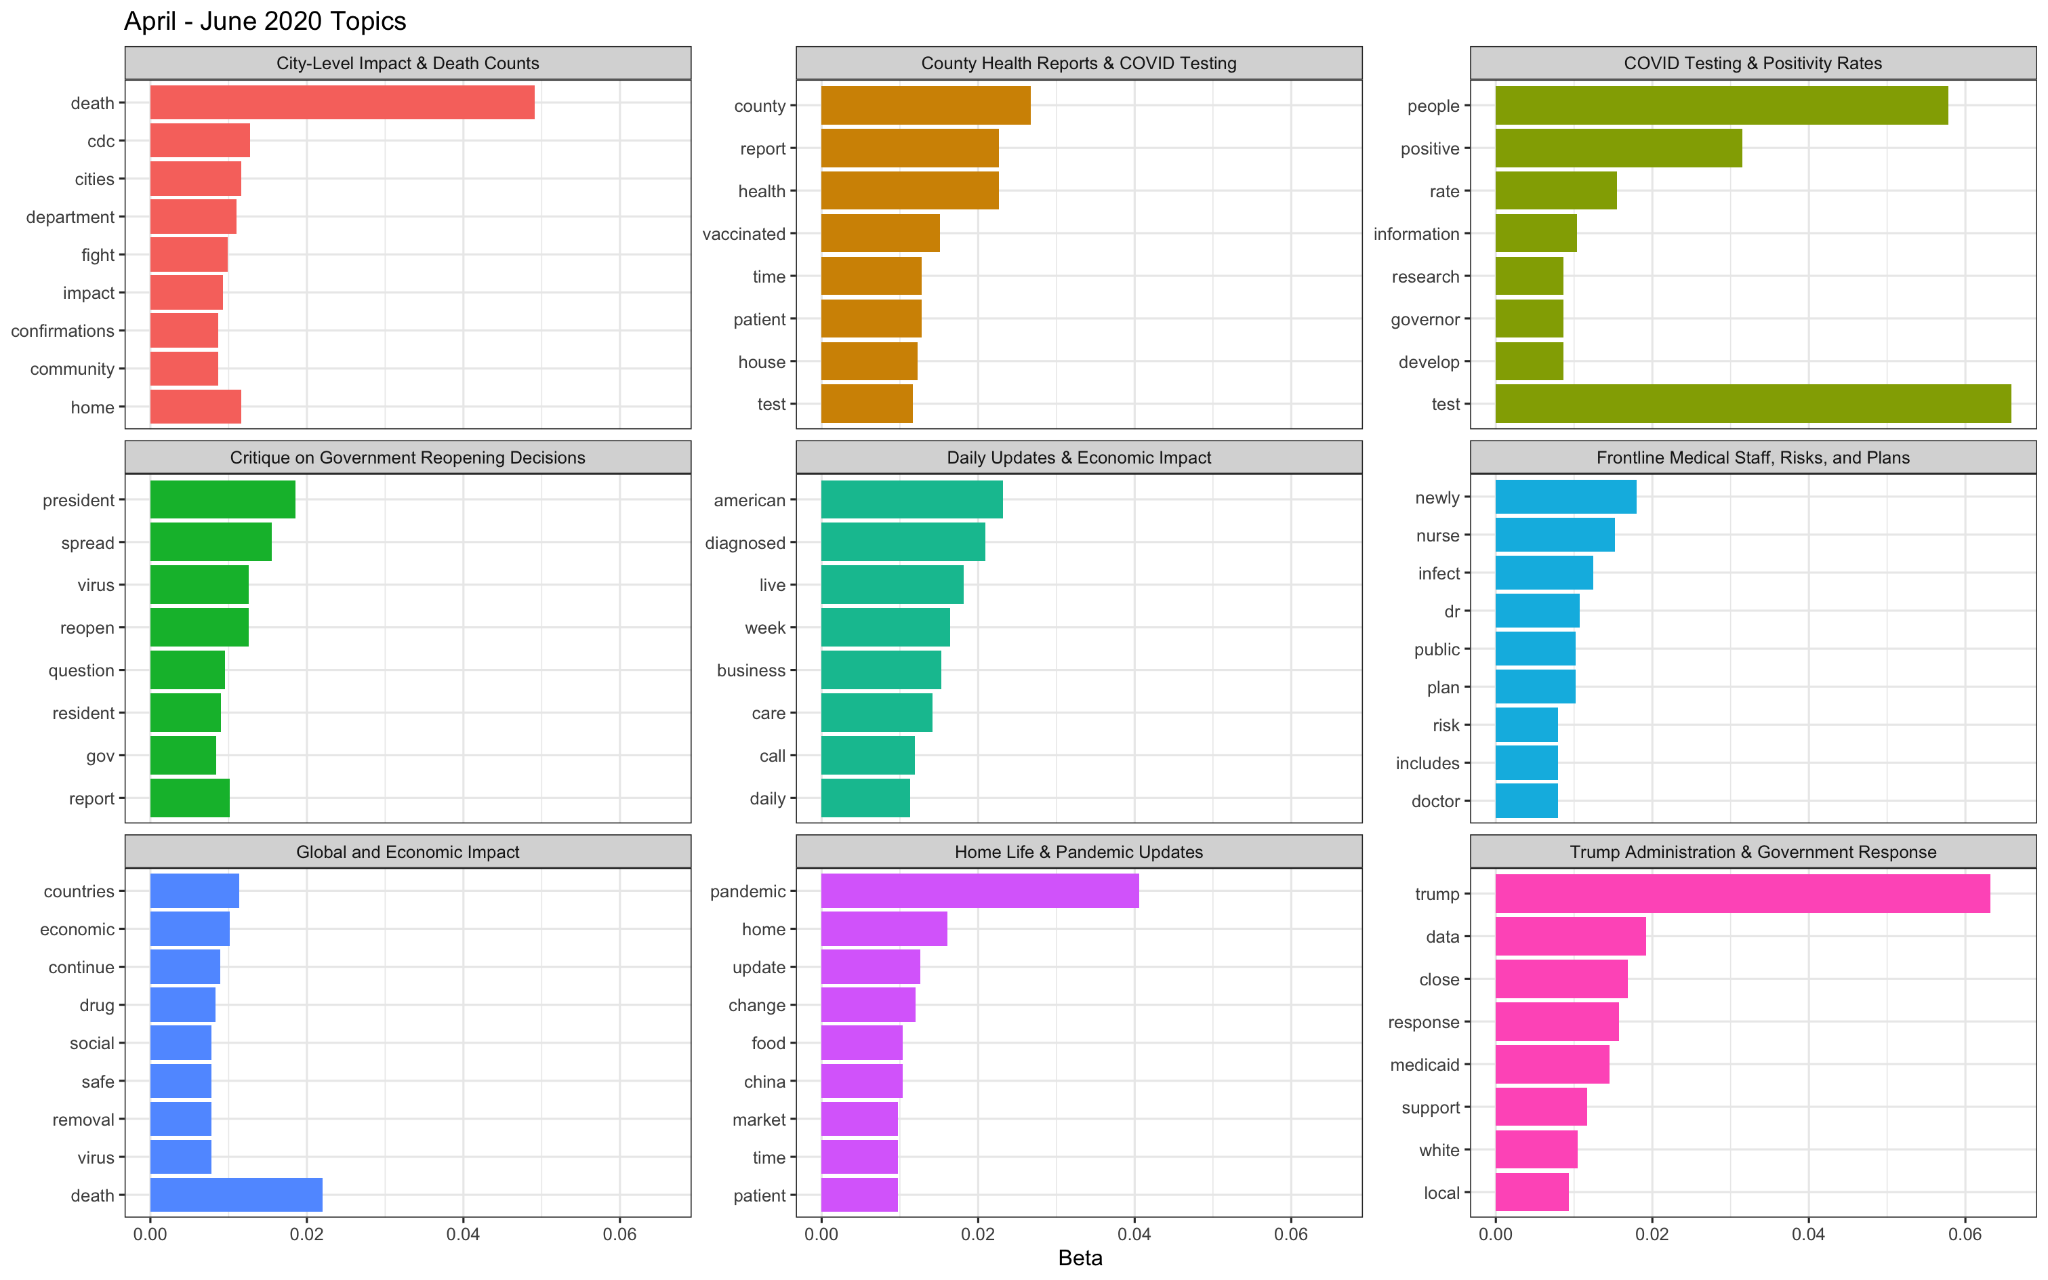 April - June 2020 Topics
City-Level Impact & Death Counts
death
cdc
cities
department
fight
impact
confirmations
community
home
County Health Reports & COVID Testing
county
report
health
vaccinated
time
patient
house
test
COVID Testing & Positivity Rates
people
positive
rate
information
research
governor
develop
test
Critique on Government Reopening Decisions
president
spread
virus
reopen
question
resident
gov
report
Daily Updates & Economic Impact
american
diagnosed
live
week
business
care
call
daily
Frontline Medical Staff, Risks, and Plans
newly
nurse
infect
dr
public
plan
risk
includes
doctor
Global and Economic Impact
countries
economic
continue
drug
social
safe
removal
virus
death
0.00 0.02 0.04 0.06
Home Life & Pandemic Updates
pandemic
home
update
change
food
china
market
time
patient
0.00 0.02 0.04 0.06
Trump Administration & Government Response
trump
data
close
response
medicaid
support
white
local
0.00 0.02 0.04 0.06
Beta